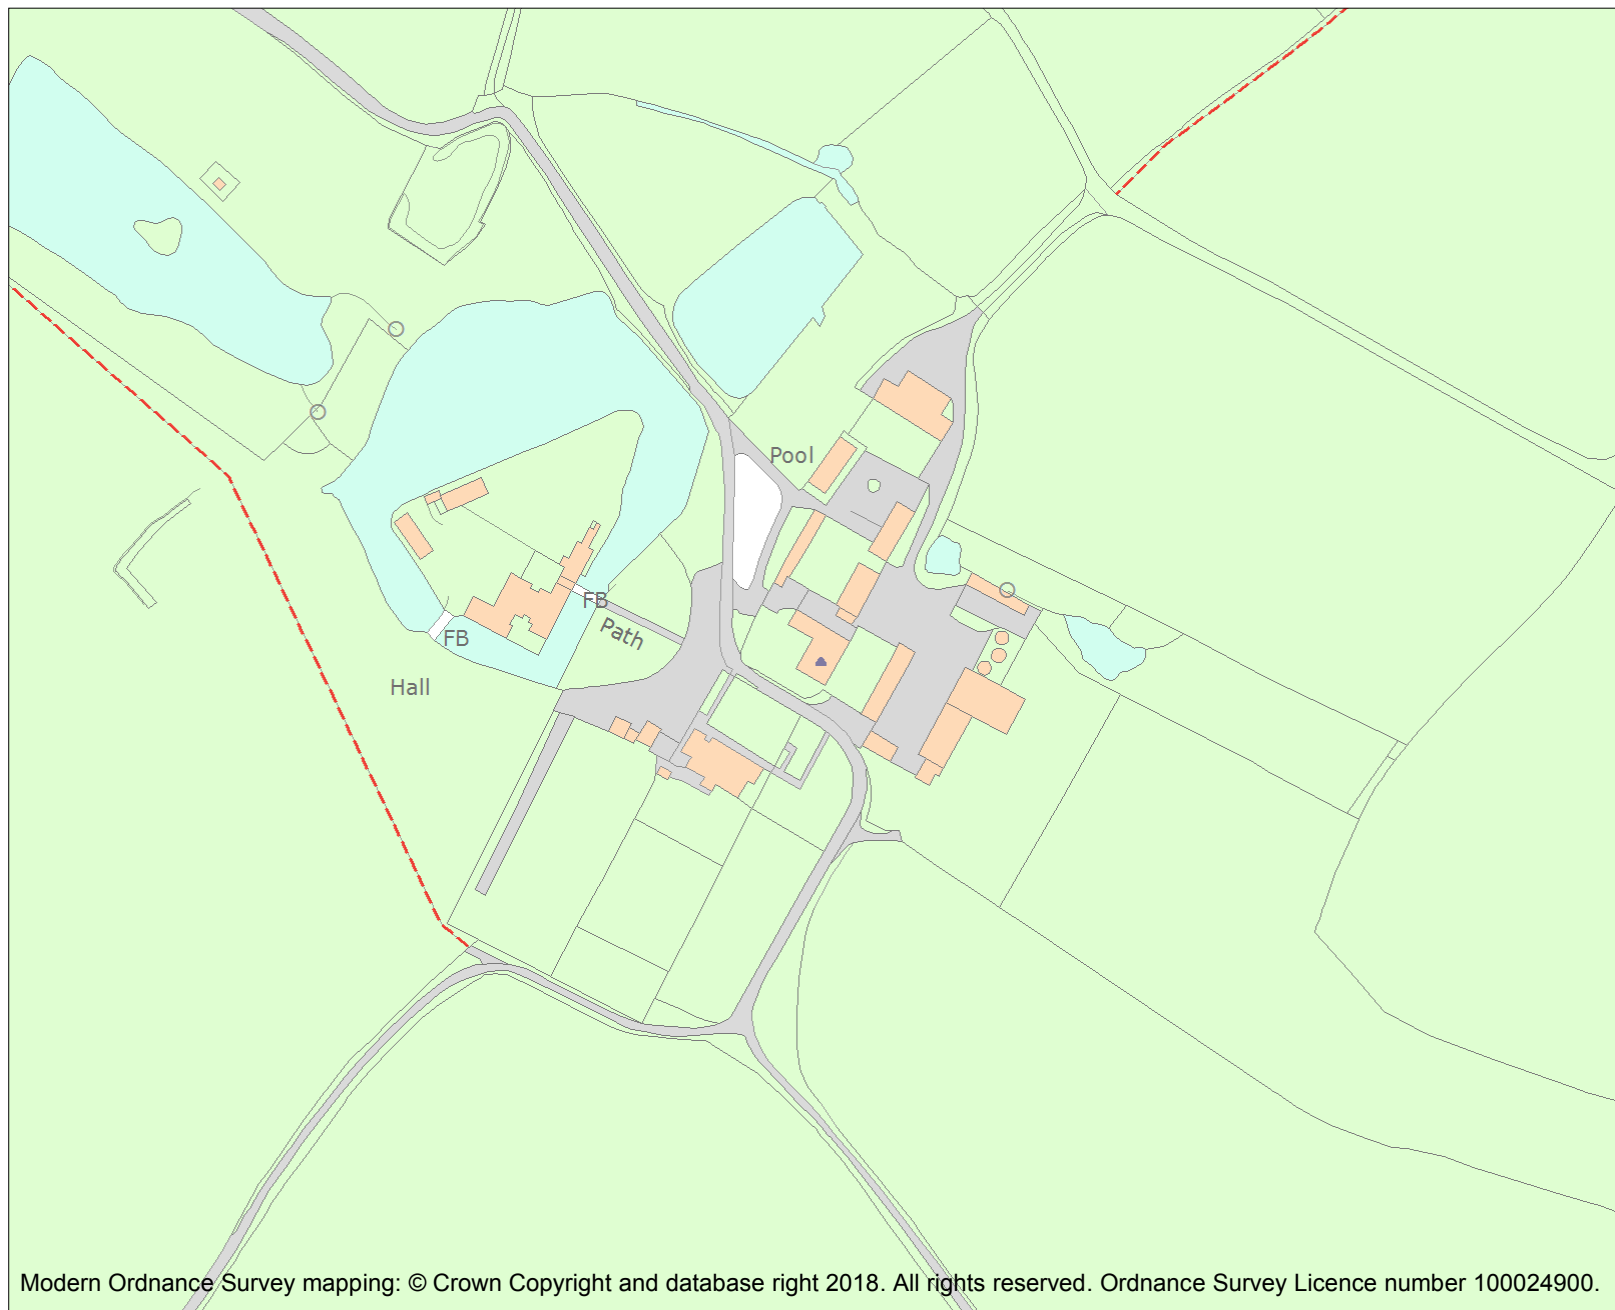 Pool
FB
FB
Path
Hall
Modern Ordnance Survey mapping: © Crown Copyright and database right 2018. All rights reserved. Ordnance Survey Licence number 100024900.